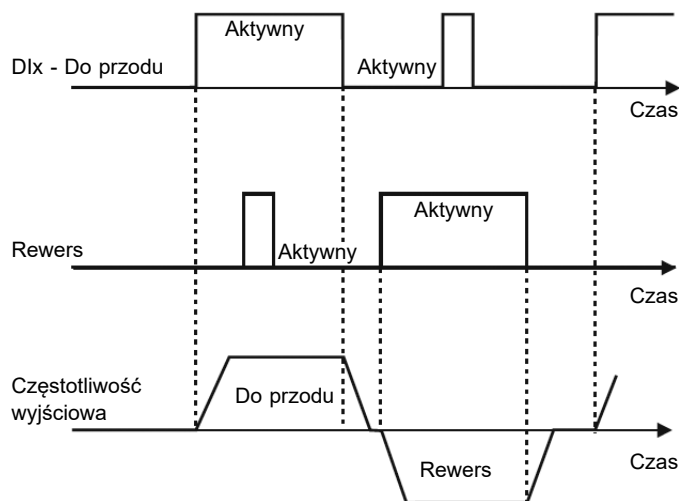 Aktywny
DIx - Do przodu
Aktywny
Czas
Aktywny
Rewers
Aktywny
Czas
Częstotliwość
wyjściowa
Do przodu
Czas
Rewers